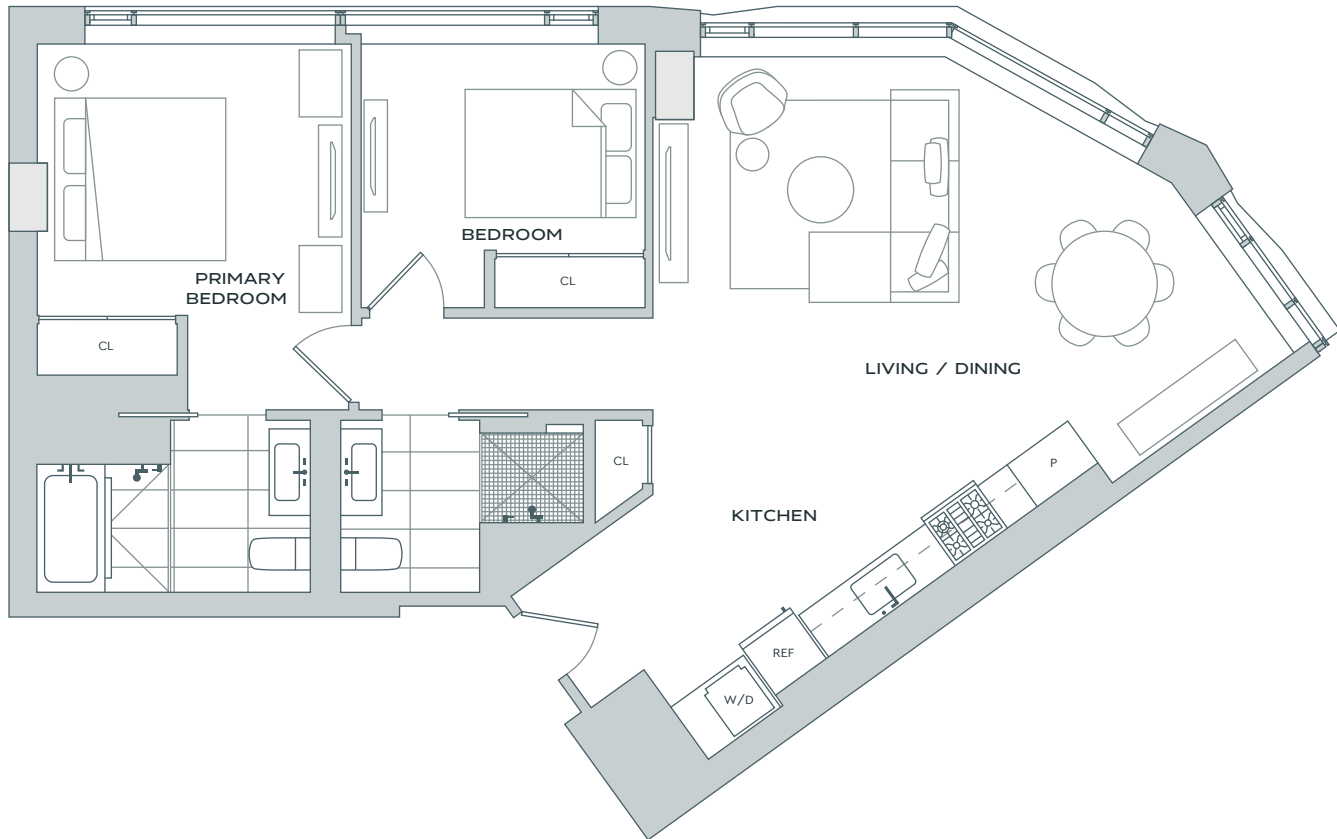 BEDROOM
PRIMARY
BEDROOM
CL
CL
LIVING / DINING
CL
P
KITCHEN
REF
W/D